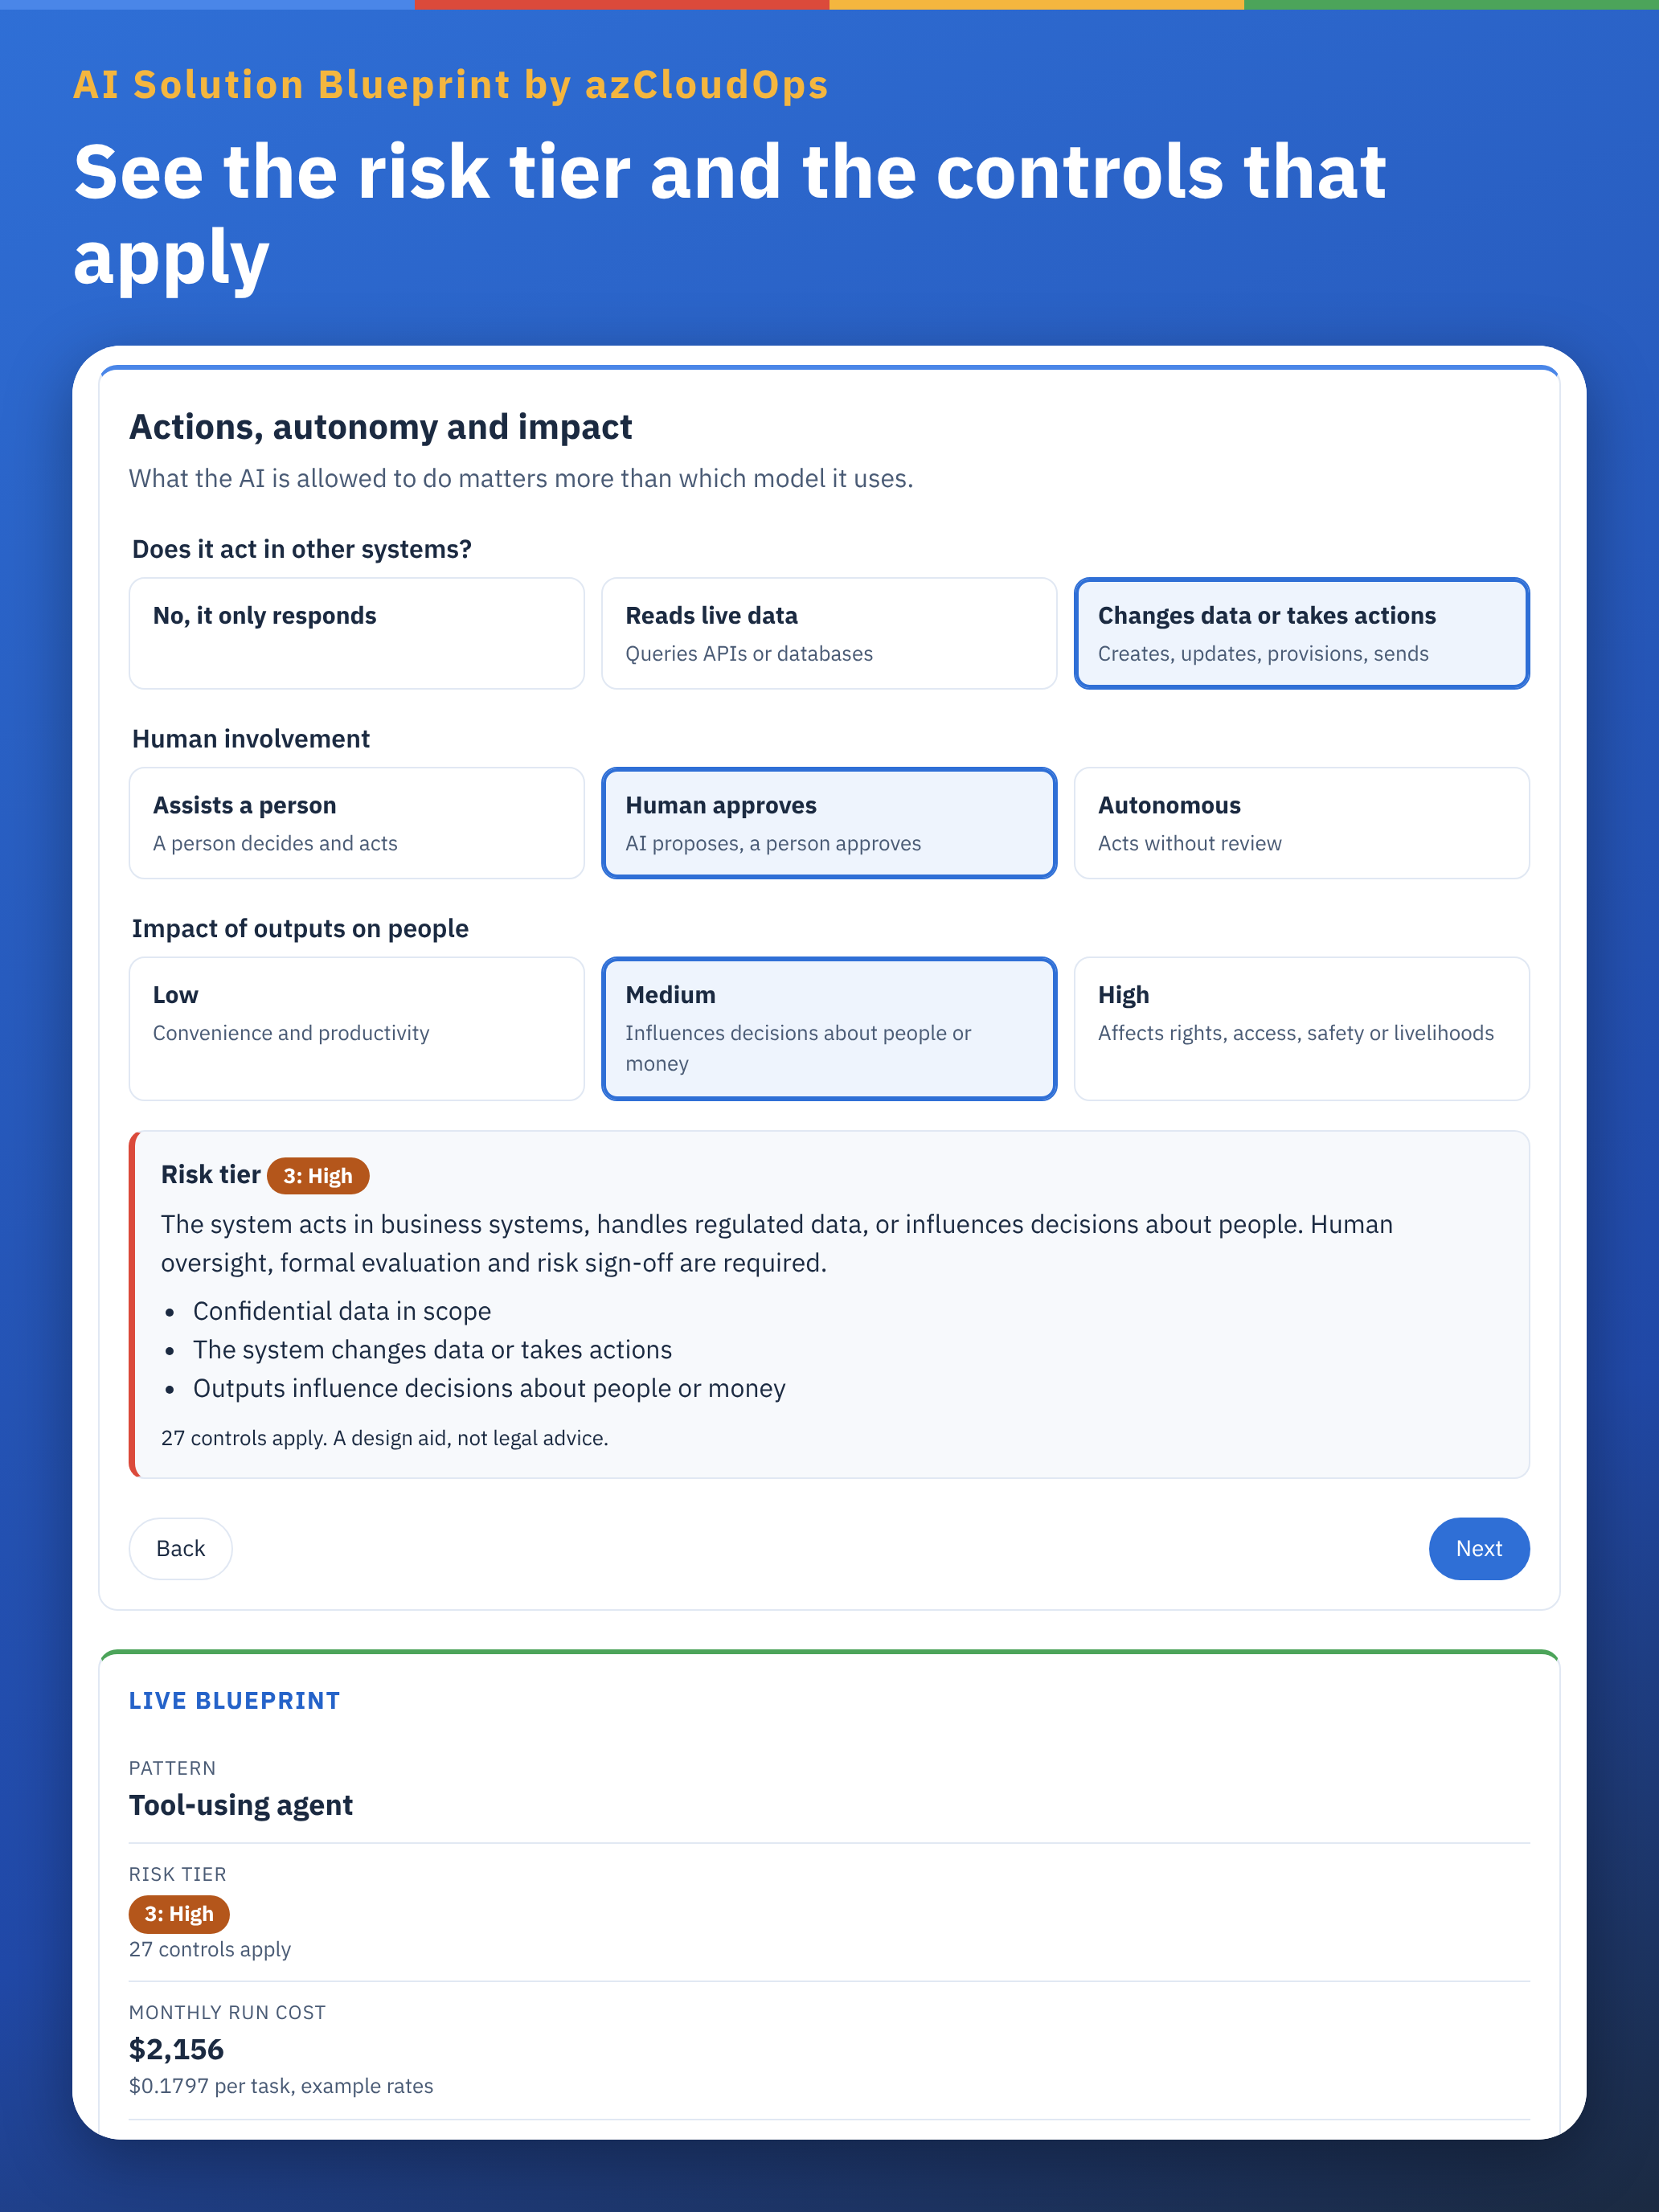 AI Solution Blueprint by azCloudOps
See the risk tier and the controls that
apply
Actions, autonomy and impact
What the AI is allowed to do matters more than which model it uses.
Does it act in other systems?
No, it only responds
Reads live data
Queries APIs or databases
Changes data or takes actions
Creates, updates, provisions, sends
Human involvement
Assists a person
A person decides and acts
Human approves
AI proposes, a person approves
Autonomous
Acts without review
Impact of outputs on people
Low
Convenience and productivity
Medium
Influences decisions about people or
money
High
Affects rights, access, safety or livelihoods
Risk tier 3: High
The system acts in business systems, handles regulated data, or influences decisions about people. Human
oversight, formal evaluation and risk sign-off are required.
• Confidential data in scope
• The system changes data or takes actions
• Outputs influence decisions about people or money
27 controls apply. A design aid, not legal advice.
Back
Next
LIVE BLUEPRINT
PATTERN
Tool-using agent
RISK TIER
3: High
27 controls apply
MONTHLY RUN COST
$2,156
$0.1797 per task, example rates